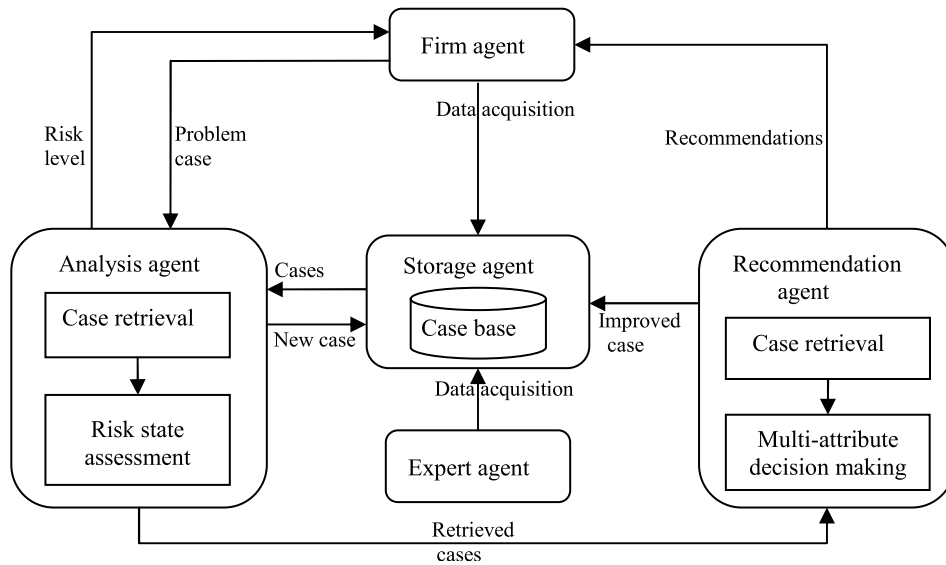 Firm agent
Data acquisition
Risk
level
Problem
case
Recommendations
Analysis agent
Case retrieval
Risk state
assessment
Cases
New case
Storage agent
Case base
Data acquisition
Expert agent
Improved
case
Recommendation
agent
Case retrieval
Multi-attribute
decision making
Retrieved
cases